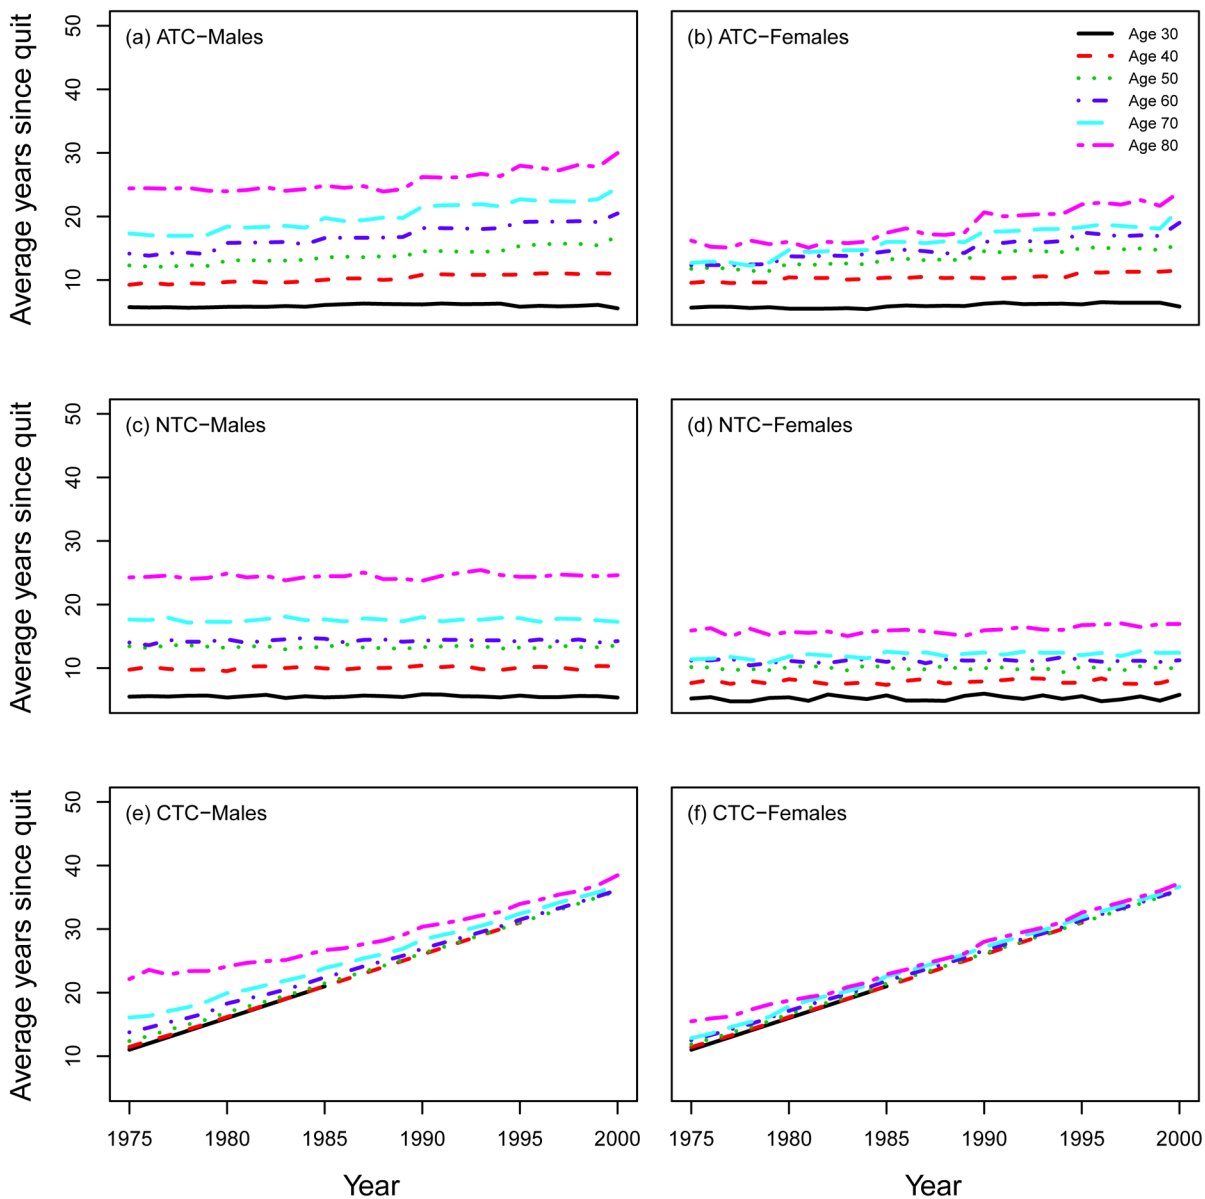 (a) ATC−Males
Average years since quit
50
40
30
20
10
(b) ATC−Females
Age 30
Age 40
Age 50
Age 60
Age 70
Age 80
(c) NTC−Males
Average years since quit
50
40
30
20
10
(d) NTC−Females
(e) CTC−Males
Average years since quit
50
40
30
20
10
1975 1980 1985 1990 1995 2000
Year
(f) CTC−Females
1975 1980 1985 1990 1995 2000
Year